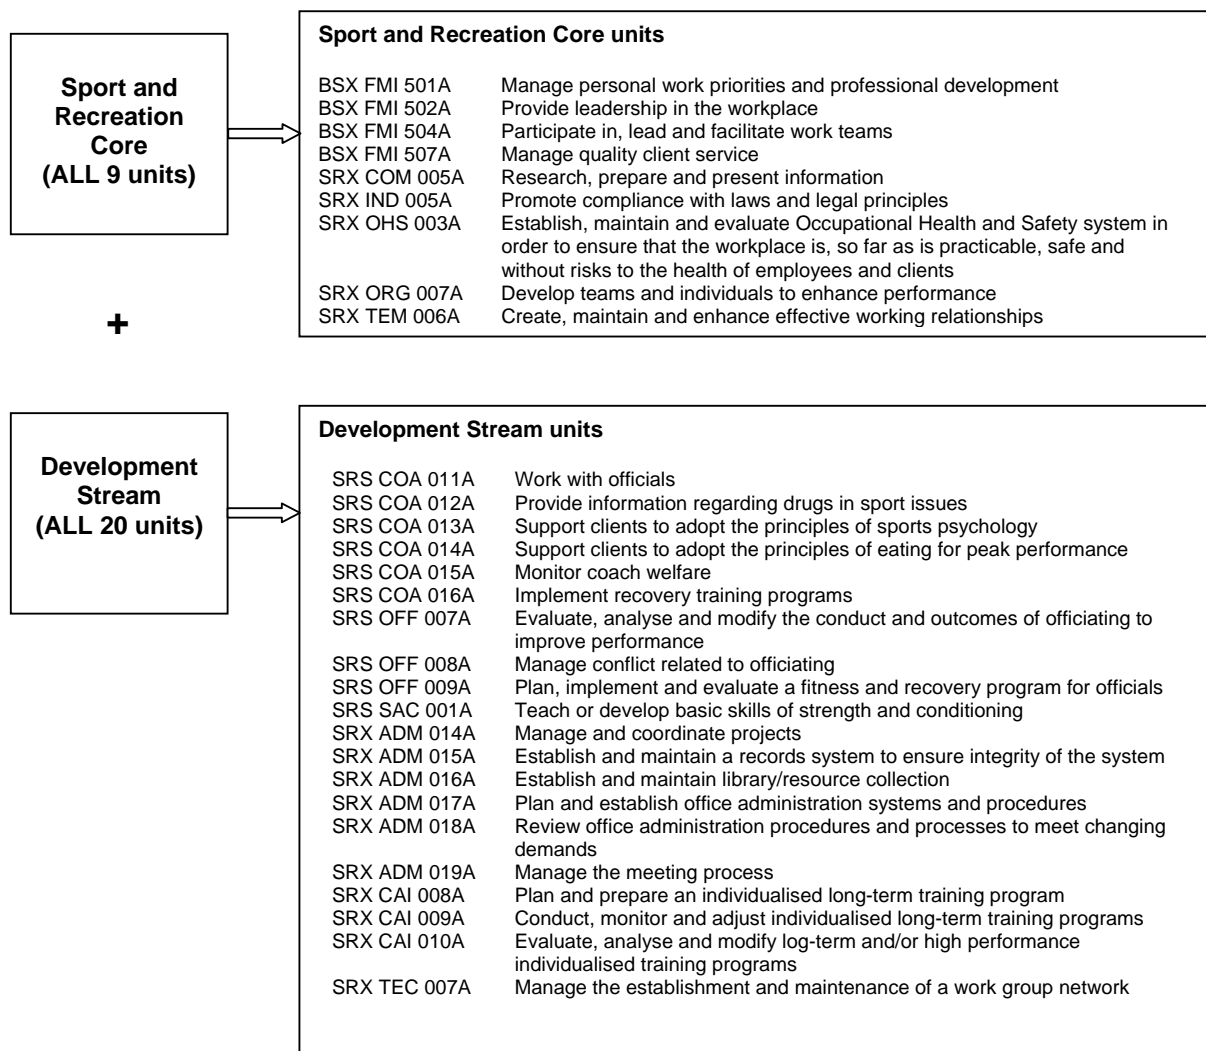 Sport and
Recreation
Core
(ALL 9 units)
Sport and Recreation Core units
BSX FMI 501A Manage personal work priorities and professional development
BSX FMI 502A Provide leadership in the workplace
BSX FMI 504A Participate in, lead and facilitate work teams
BSX FMI 507A Manage quality client service
SRX COM 005A Research, prepare and present information
SRX IND 005A Promote compliance with laws and legal principles
SRX OHS 003A Establish, maintain and evaluate Occupational Health and Safety system in
order to ensure that the workplace is, so far as is practicable, safe and
without risks to the health of employees and clients
SRX ORG 007A Develop teams and individuals to enhance performance
SRX TEM 006A Create, maintain and enhance effective working relationships
+
Development
Stream
(ALL 20 units)
Development Stream units
SRS COA 011A Work with officials
SRS COA 012A Provide information regarding drugs in sport issues
SRS COA 013A Support clients to adopt the principles of sports psychology
SRS COA 014A Support clients to adopt the principles of eating for peak performance
SRS COA 015A Monitor coach welfare
SRS COA 016A Implement recovery training programs
SRS OFF 007A Evaluate, analyse and modify the conduct and outcomes of officiating to
improve performance
SRS OFF 008A Manage conflict related to officiating
SRS OFF 009A Plan, implement and evaluate a fitness and recovery program for officials
SRS SAC 001A Teach or develop basic skills of strength and conditioning
SRX ADM 014A Manage and coordinate projects
SRX ADM 015A Establish and maintain a records system to ensure integrity of the system
SRX ADM 016A Establish and maintain library/resource collection
SRX ADM 017A Plan and establish office administration systems and procedures
SRX ADM 018A Review office administration procedures and processes to meet changing
demands
SRX ADM 019A Manage the meeting process
SRX CAI 008A Plan and prepare an individualised long-term training program
SRX CAI 009A Conduct, monitor and adjust individualised long-term training programs
SRX CAI 010A Evaluate, analyse and modify log-term and/or high performance
individualised training programs
SRX TEC 007A Manage the establishment and maintenance of a work group network